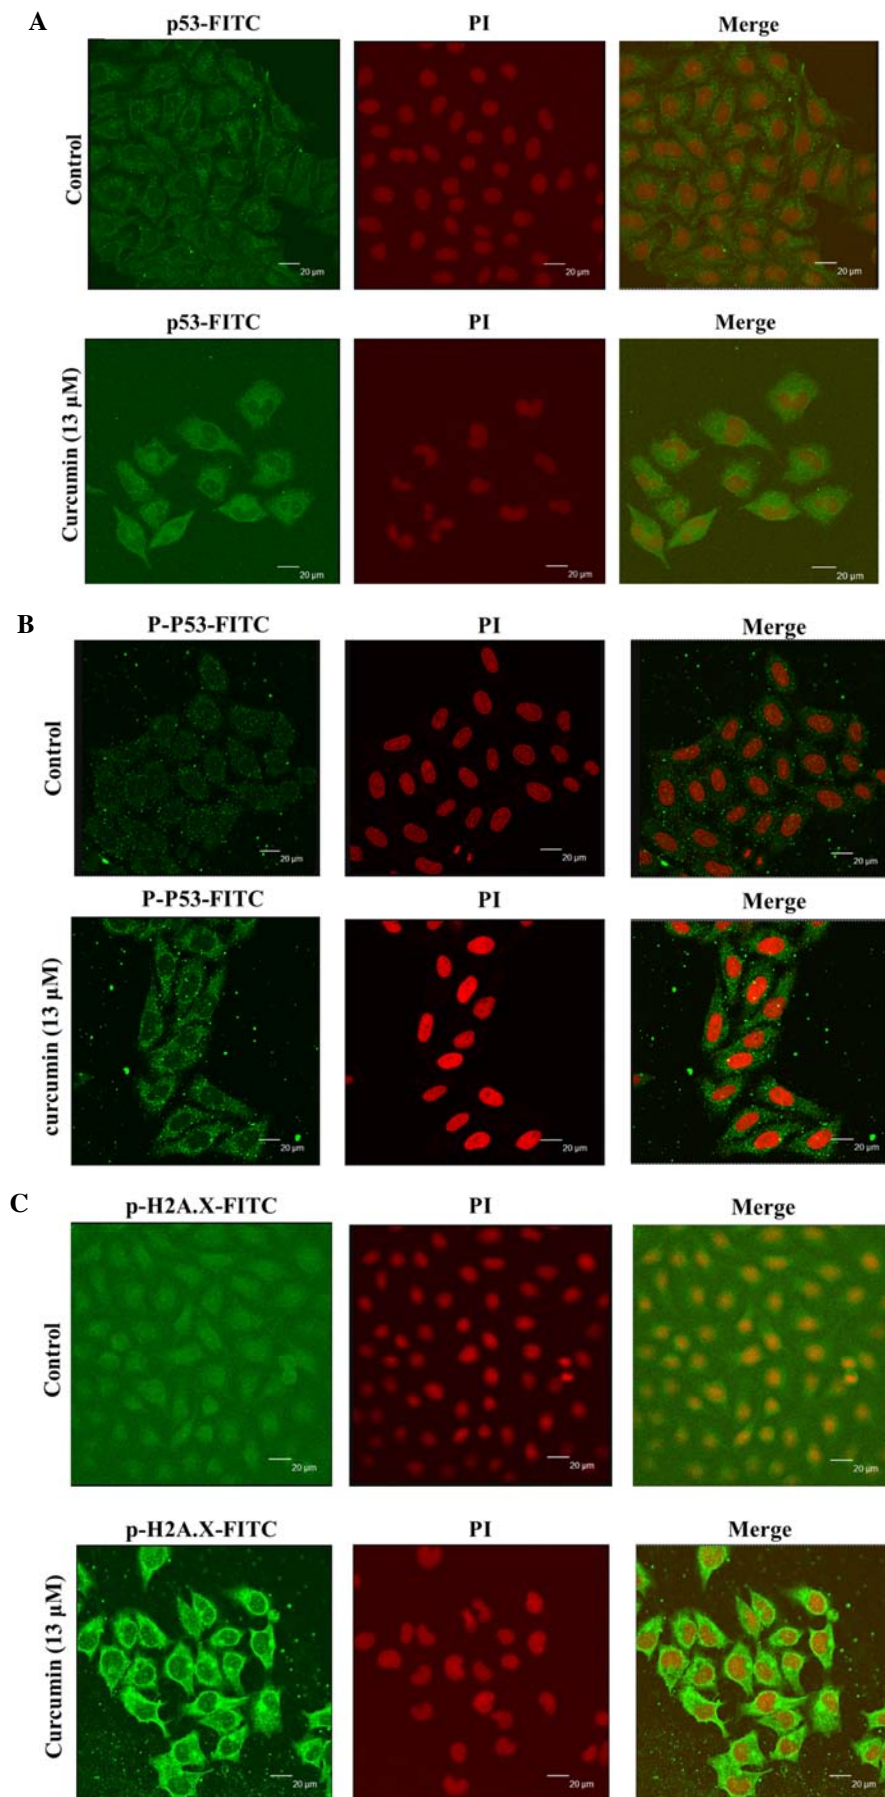 A
p53-FITC PI Merge
Control
20 µm 20 µm 20 µm
p53-FITC PI Merge
Curcumin (13 µM)
20 µm 20 µm 20 µm
B
P-P53-FITC PI Merge
Control
20 µm 20 µm 20 µm
P-P53-FITC PI Merge
curcumin (13 µM)
20 µm 20 µm 20 µm
C
p-H2A.X-FITC PI Merge
Control
20 µm 20 µm 20 µm
p-H2A.X-FITC PI Merge
Curcumin (13 µM)
20 µm 20 µm 20 µm